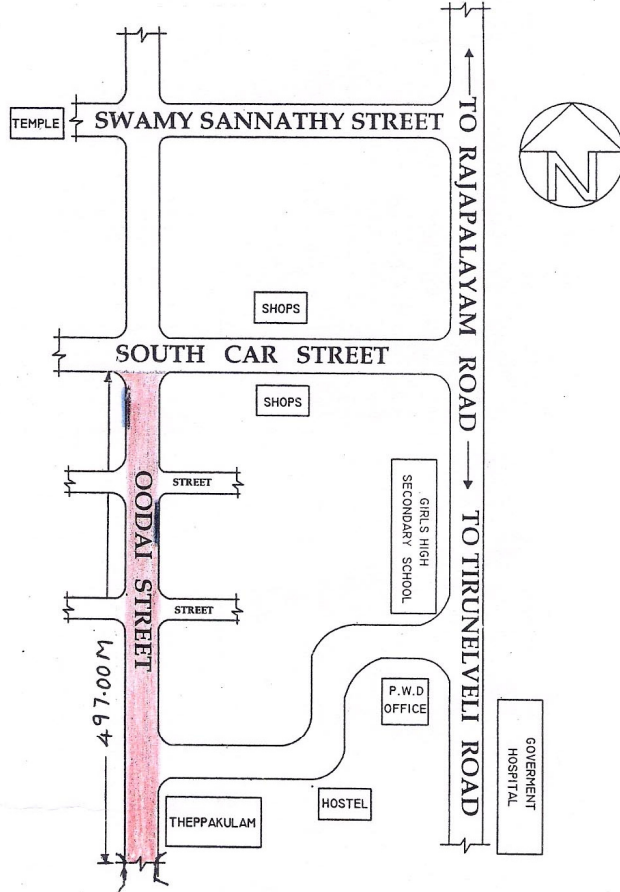 TEMPLE
SWAMY SANNATHY STREET
TO RAJAPALAYAM ROAD
N
SHOPS
SOUTH CAR STREET
SHOPS
OODAI STREET
STREET
GIRLS HIGH
SECONDARY SCHOOL
TO TIRUNELVELI ROAD
STREET
497.00M
P.W.D
OFFICE
GOVERMENT
HOSPITAL
HOSTEL
THEPPAKULAM